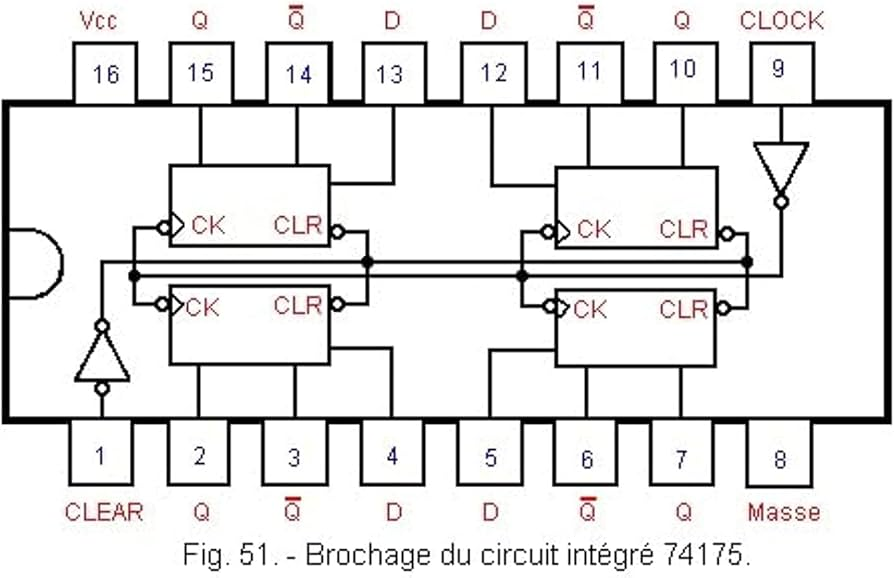 Vcc Q Q̅ D D Q̅ Q CLOCK
16 15 14 13 12 11 10 9
CK CLR CK CLR
CK CLR CK CLR
1 2 3 4 5 6 7 8
CLEAR Q Q̅ D D Q̅ Q Masse
Fig. 51. - Brochage du circuit intégré 74175.